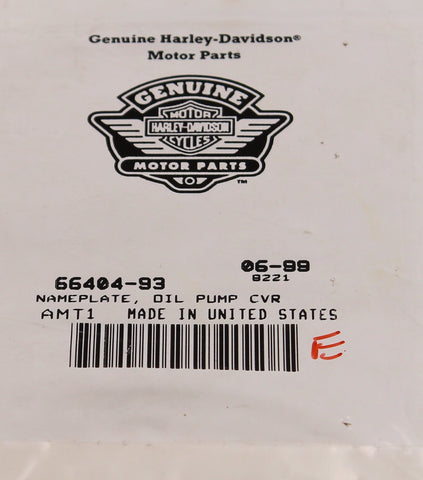 Genuine Harley-Davidson®
Motor Parts
GENUINE
MOTOR
HARLEY-DAVIDSON
CYCLES
MOTOR PARTS
™
06-99
66404-93
9221
NAMEPLATE, OIL PUMP CVR
AMT1 MADE IN UNITED STATES
E